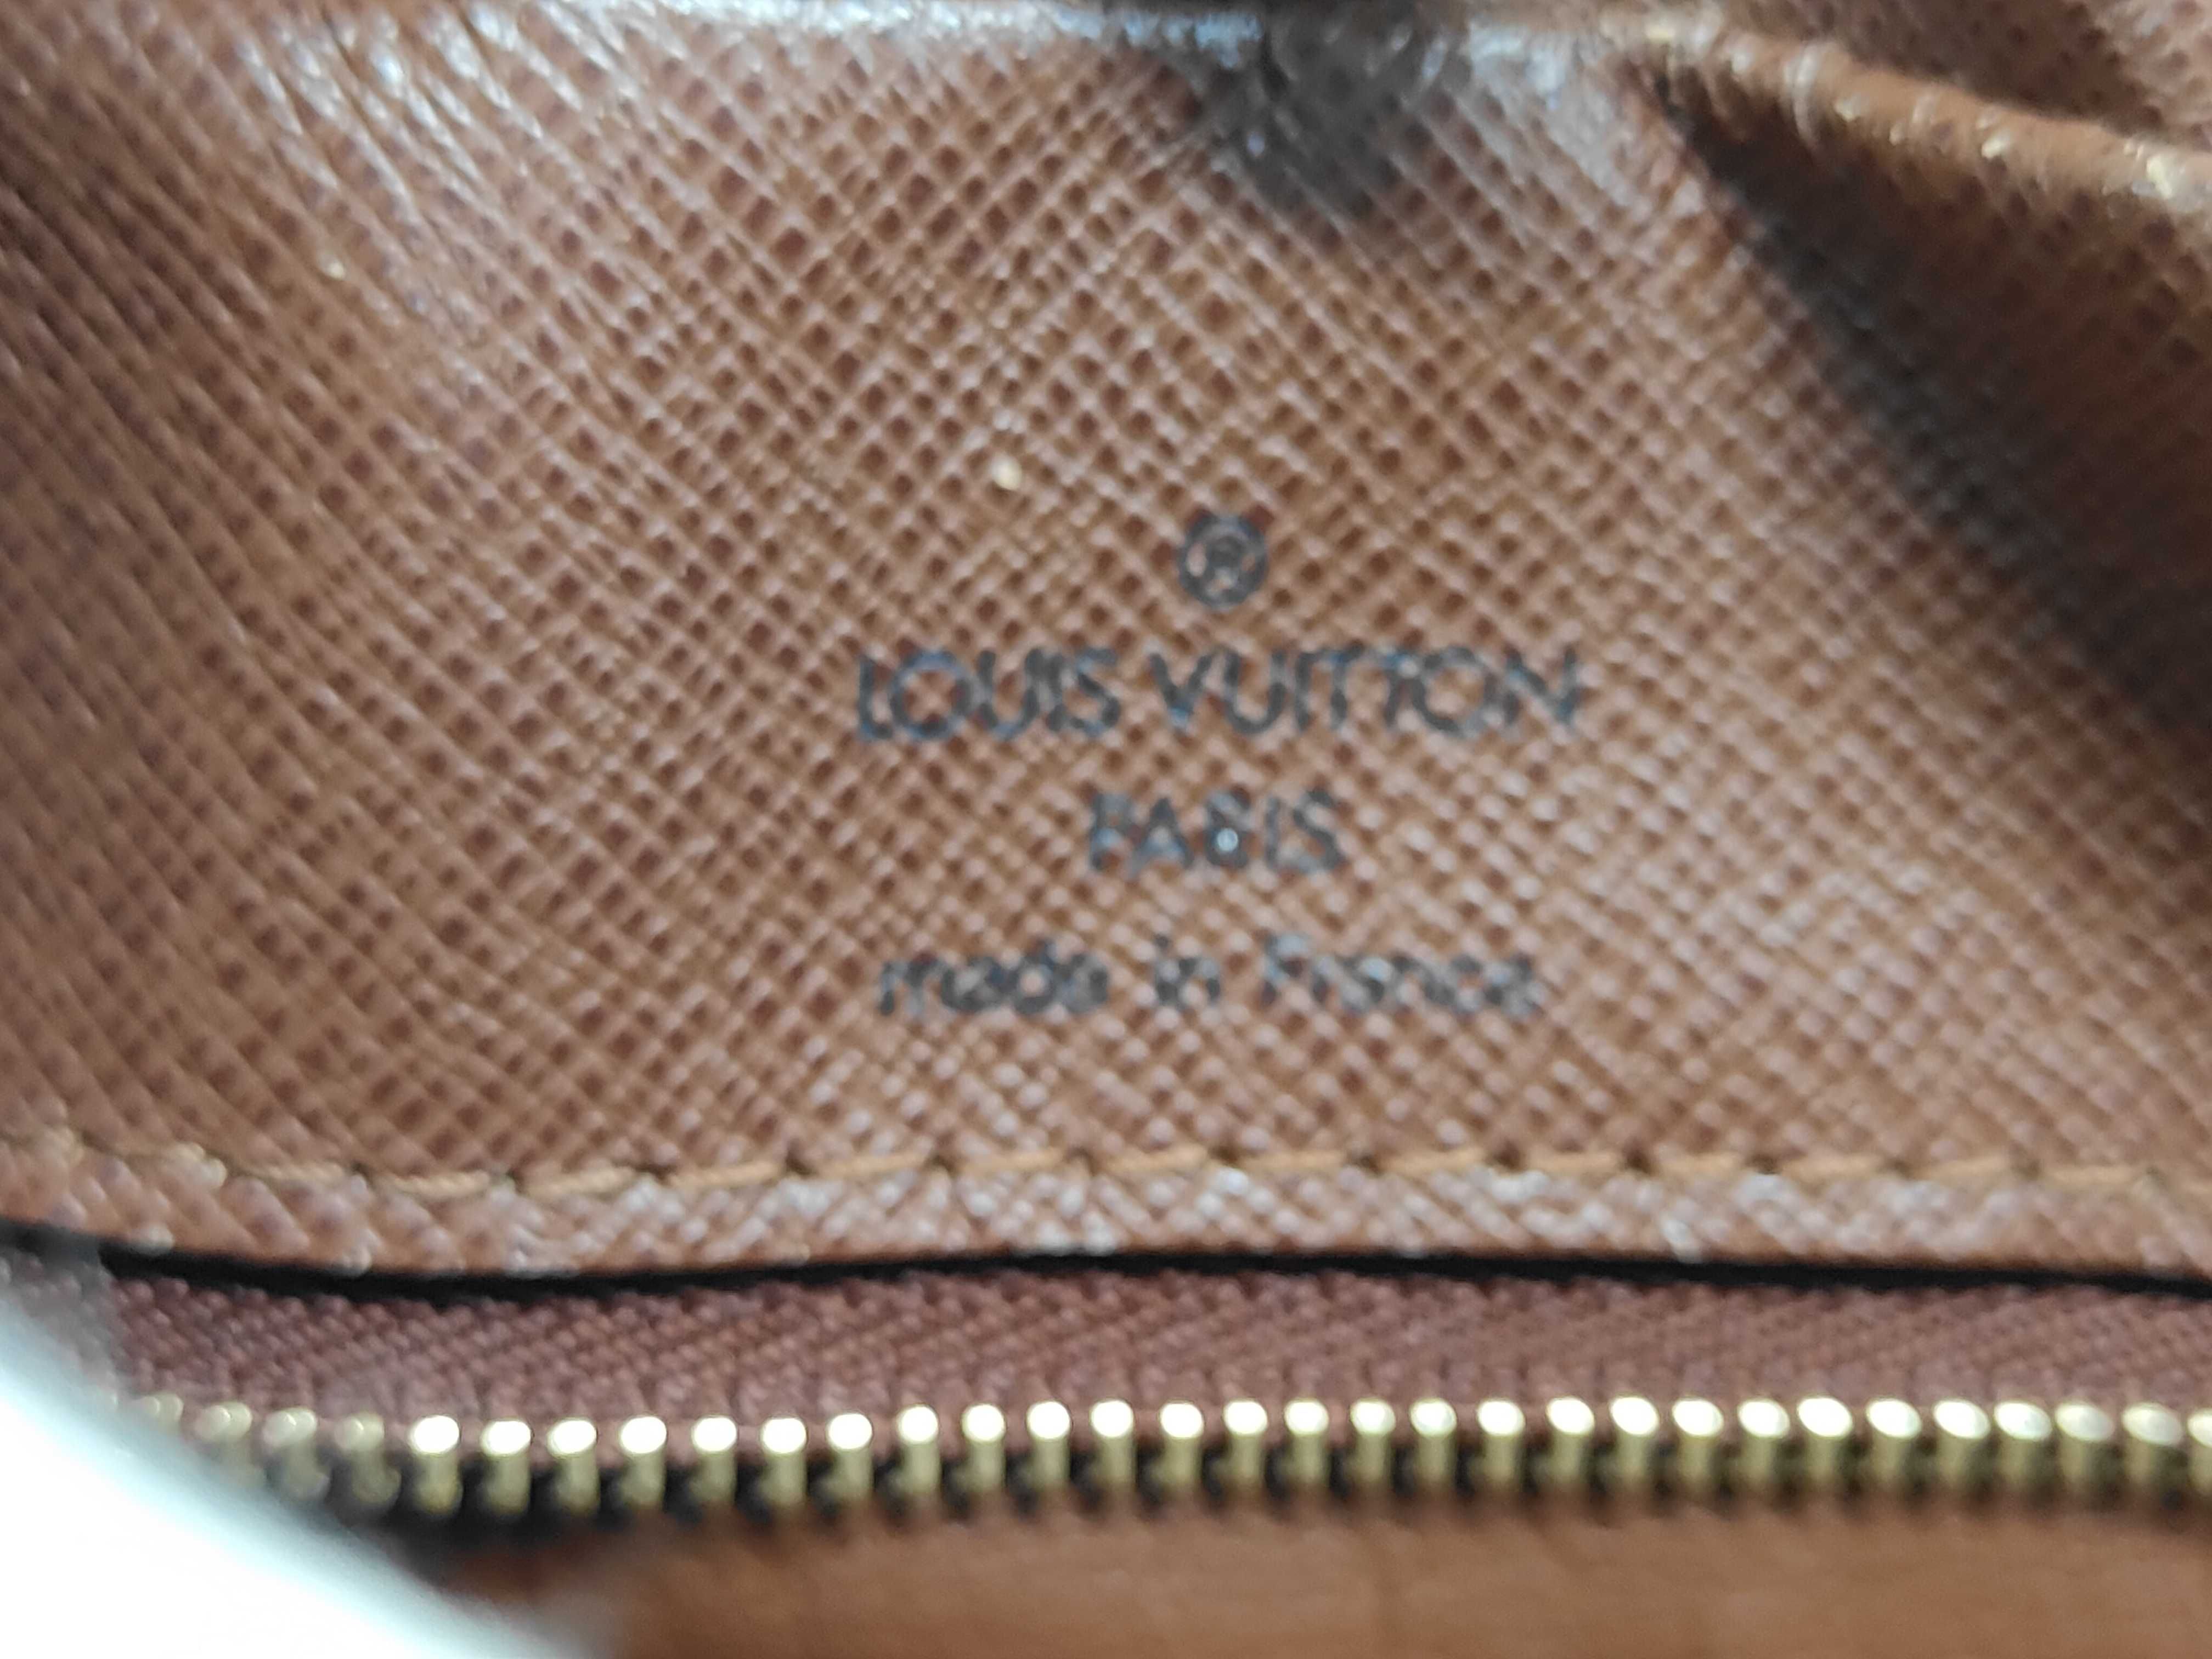 ®
LOUIS VUITTON
PARIS
made in France